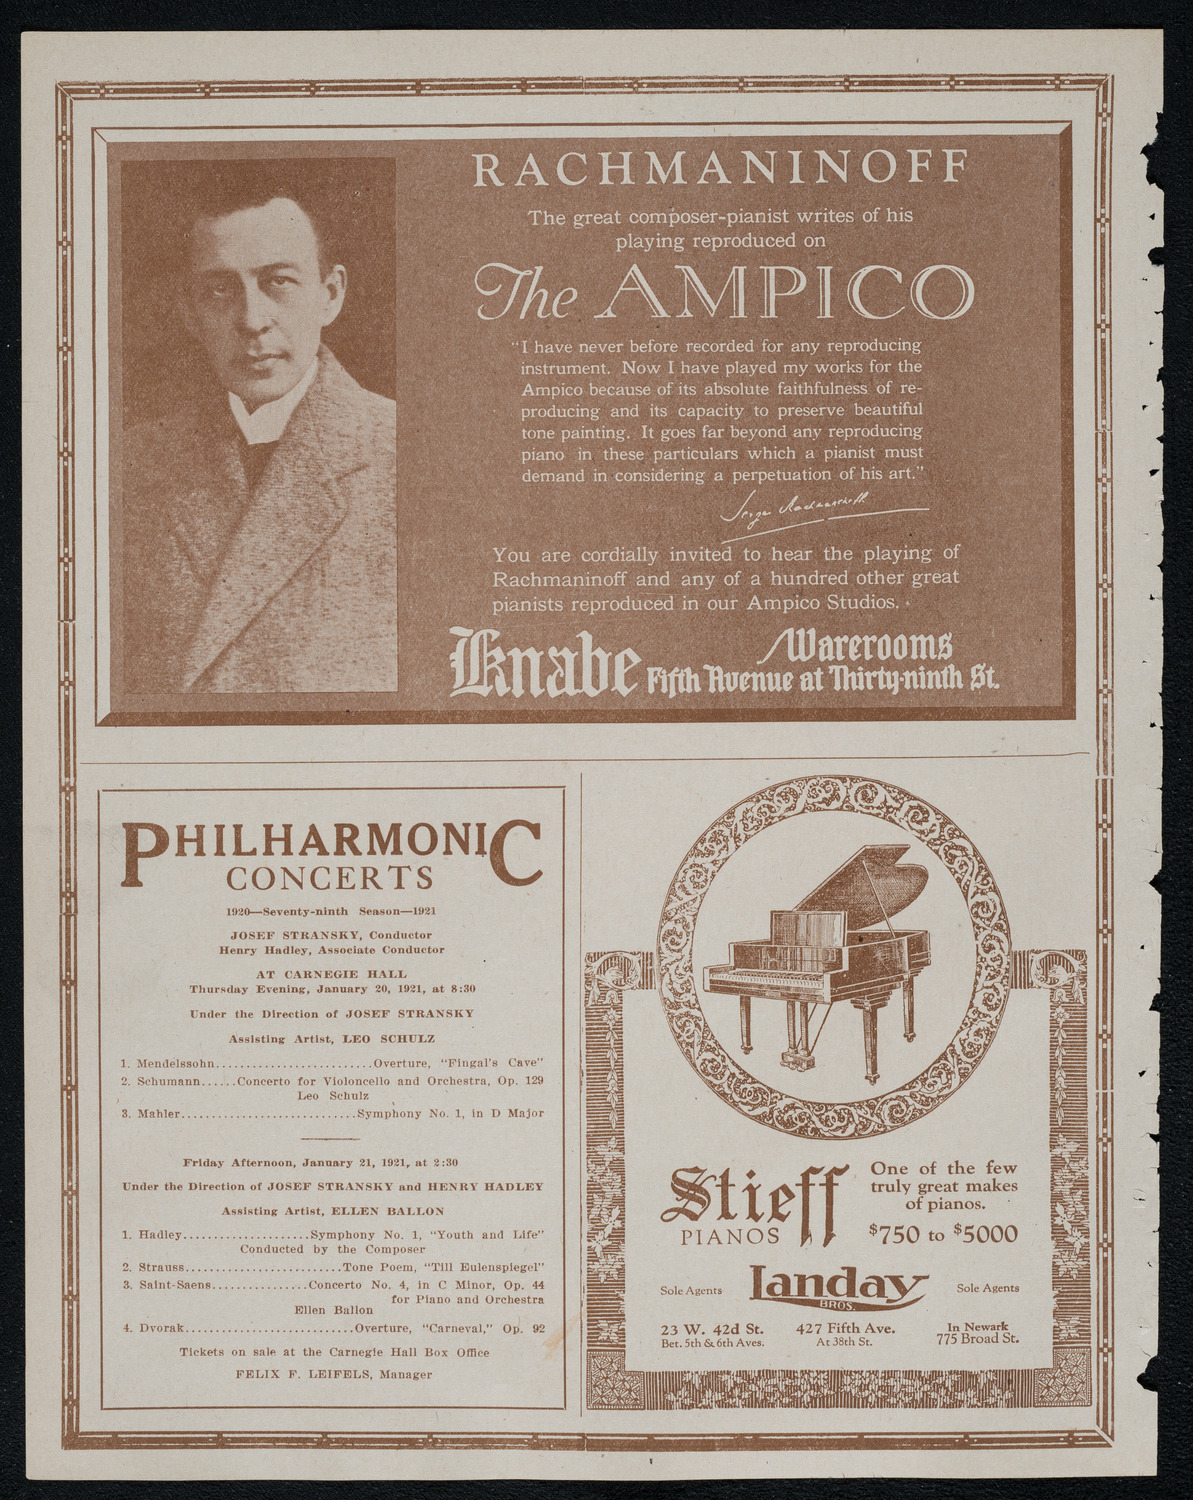 RACHMANINOFF
The great composer-pianist writes of his
playing reproduced on
The AMPICO
"I have never before recorded for any reproducing
instrument. Now I have played my works for the
Ampico because of its absolute faithfulness of re-
producing and its capacity to preserve beautiful
tone painting. It goes far beyond any reproducing
piano in these particulars which a pianist must
demand in considering a perpetuation of his art."
Serge Rachmaninoff
You are cordially invited to hear the playing of
Rachmaninoff and any of a hundred other great
pianists reproduced in our Ampico Studios.
Knabe Warerooms
Fifth Avenue at Thirty-ninth St.
PHILHARMONIC
CONCERTS
1920—Seventy-ninth Season—1921
JOSEF STRANSKY, Conductor
Henry Hadley, Associate Conductor
AT CARNEGIE HALL
Thursday Evening, January 20, 1921, at 8:30
Under the Direction of JOSEF STRANSKY
Assisting Artist, LEO SCHULZ
1. Mendelssohn........................Overture, "Fingal's Cave"
2. Schumann......Concerto for Violoncello and Orchestra, Op. 129
Leo Schulz
3. Mahler.............................Symphony No. 1, in D Major
Friday Afternoon, January 21, 1921, at 2:30
Under the Direction of JOSEF STRANSKY and HENRY HADLEY
Assisting Artist, ELLEN BALLON
1. Hadley.....................Symphony No. 1, "Youth and Life"
Conducted by the Composer
2. Strauss..........................Tone Poem, "Till Eulenspiegel"
3. Saint-Saens................Concerto No. 4, in C Minor, Op. 44
for Piano and Orchestra
Ellen Ballon
4. Dvorak............................Overture, "Carneval," Op. 92
Tickets on sale at the Carnegie Hall Box Office
FELIX F. LEIFELS, Manager
Stieff
PIANOS
One of the few
truly great makes
of pianos.
$750 to $5000
Sole Agents Landay Sole Agents
BROS.
23 W. 42d St. 427 Fifth Ave. In Newark
Bet. 5th & 6th Aves. At 38th St. 775 Broad St.